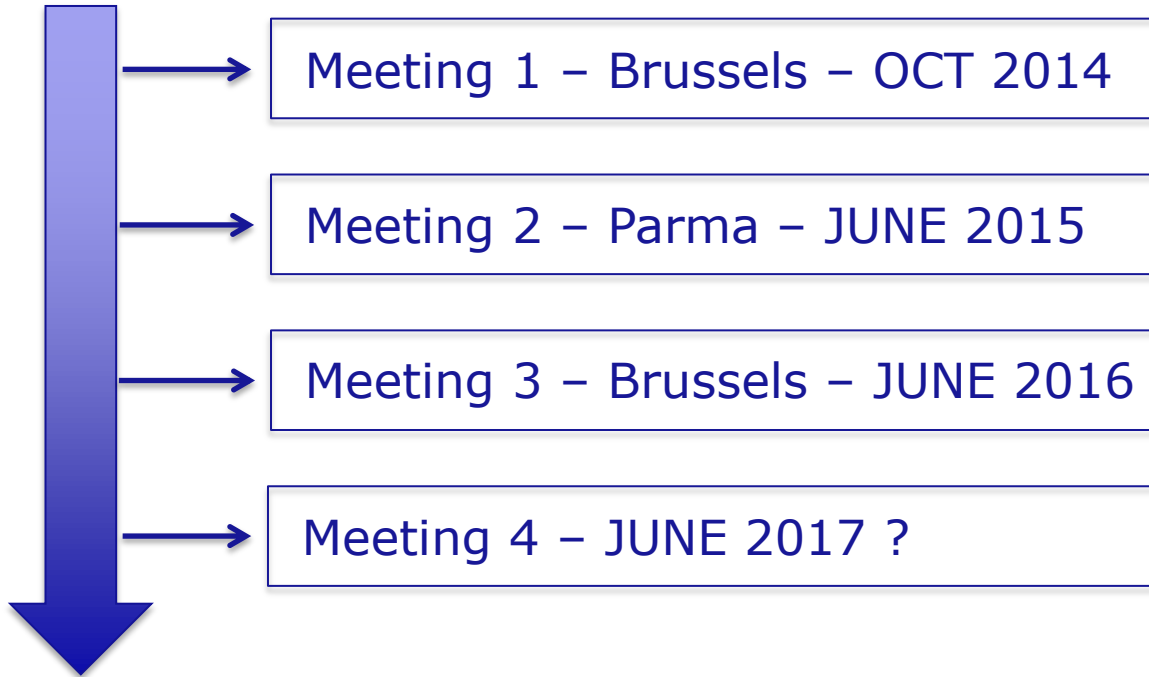 Meeting 1 – Brussels – OCT 2014
Meeting 2 – Parma – JUNE 2015
Meeting 3 – Brussels – JUNE 2016
Meeting 4 – JUNE 2017 ?